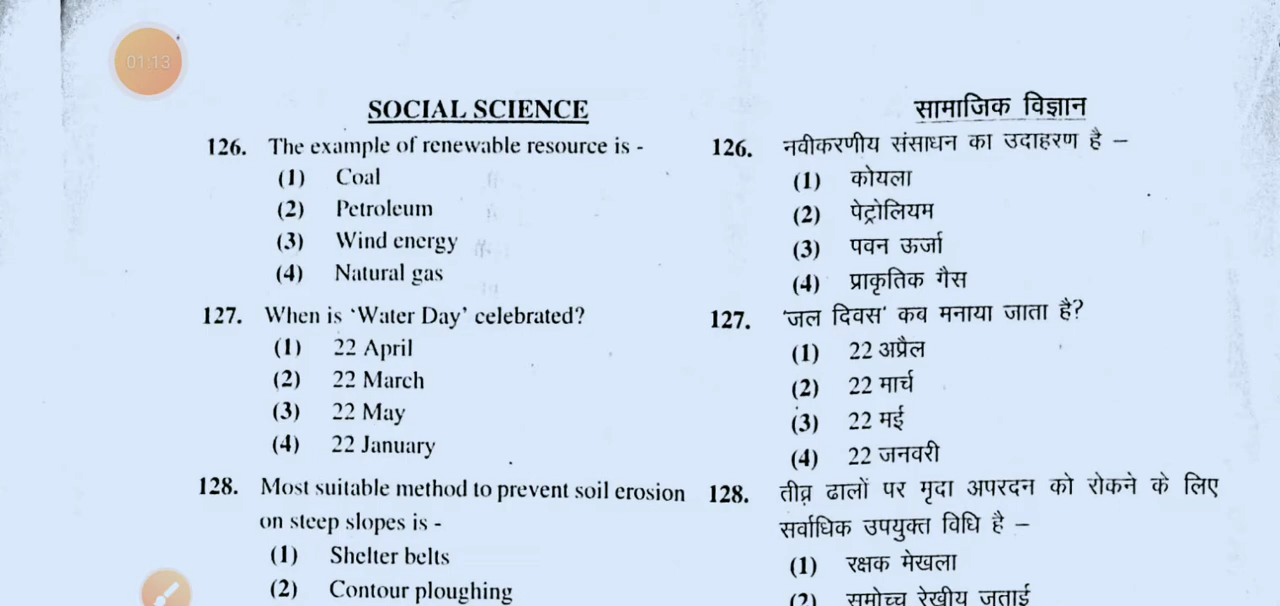 01:13
SOCIAL SCIENCE
126. The example of renewable resource is -
(1) Coal
(2) Petroleum
(3) Wind energy
(4) Natural gas
127. When is ‘Water Day’ celebrated?
(1) 22 April
(2) 22 March
(3) 22 May
(4) 22 January
128. Most suitable method to prevent soil erosion
on steep slopes is -
(1) Shelter belts
(2) Contour ploughing
सामाजिक विज्ञान
126. नवीकरणीय संसाधन का उदाहरण है –
(1) कोयला
(2) पेट्रोलियम
(3) पवन ऊर्जा
(4) प्राकृतिक गैस
127. ‘जल दिवस’ कब मनाया जाता है?
(1) 22 अप्रैल
(2) 22 मार्च
(3) 22 मई
(4) 22 जनवरी
128. तीव्र ढालों पर मृदा अपरदन को रोकने के लिए
सर्वाधिक उपयुक्त विधि है –
(1) रक्षक मेखला
(2) समोच्च रेखीय जुताई